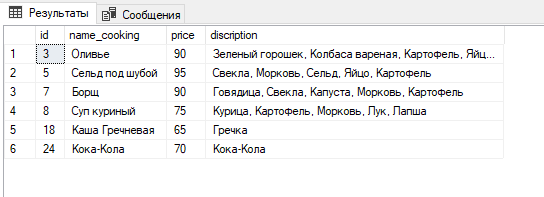 Результаты Сообщения
id name_cooking price discription
1 3 Оливье 90 Зеленый горошек, Колбаса вареная, Картофель, Яйц...
2 5 Сельд под шубой 95 Свекла, Морковь, Сельд, Яйцо, Картофель
3 7 Борщ 90 Говядица, Свекла, Капуста, Морковь, Картофель
4 8 Суп куриный 75 Курица, Картофель, Морковь, Лук, Лапша
5 18 Каша Гречневая 65 Гречка
6 24 Кока-Кола 70 Кока-Кола